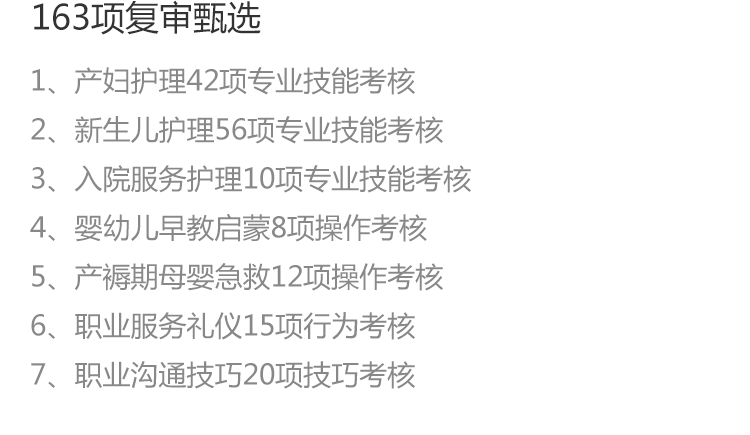 163项复审甄选
1、产妇护理42项专业技能考核
2、新生儿护理56项专业技能考核
3、入院服务护理10项专业技能考核
4、婴幼儿早教启蒙8项操作考核
5、产褥期母婴急救12项操作考核
6、职业服务礼仪15项行为考核
7、职业沟通技巧20项技巧考核